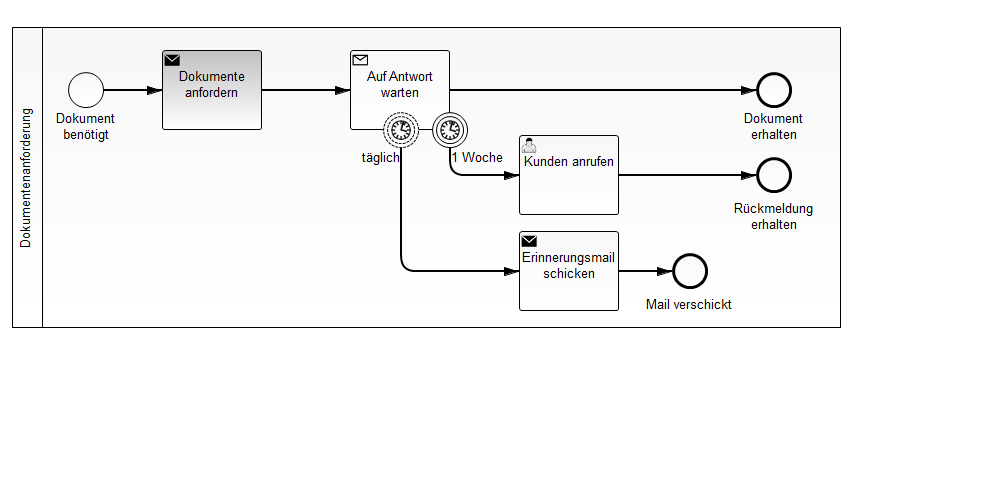 Dokumentenanforderung
Dokument
benötigt
Dokumente
anfordern
Auf Antwort
warten
täglich
1 Woche
Dokument
erhalten
Kunden anrufen
Rückmeldung
erhalten
Erinnerungsmail
schicken
Mail verschickt